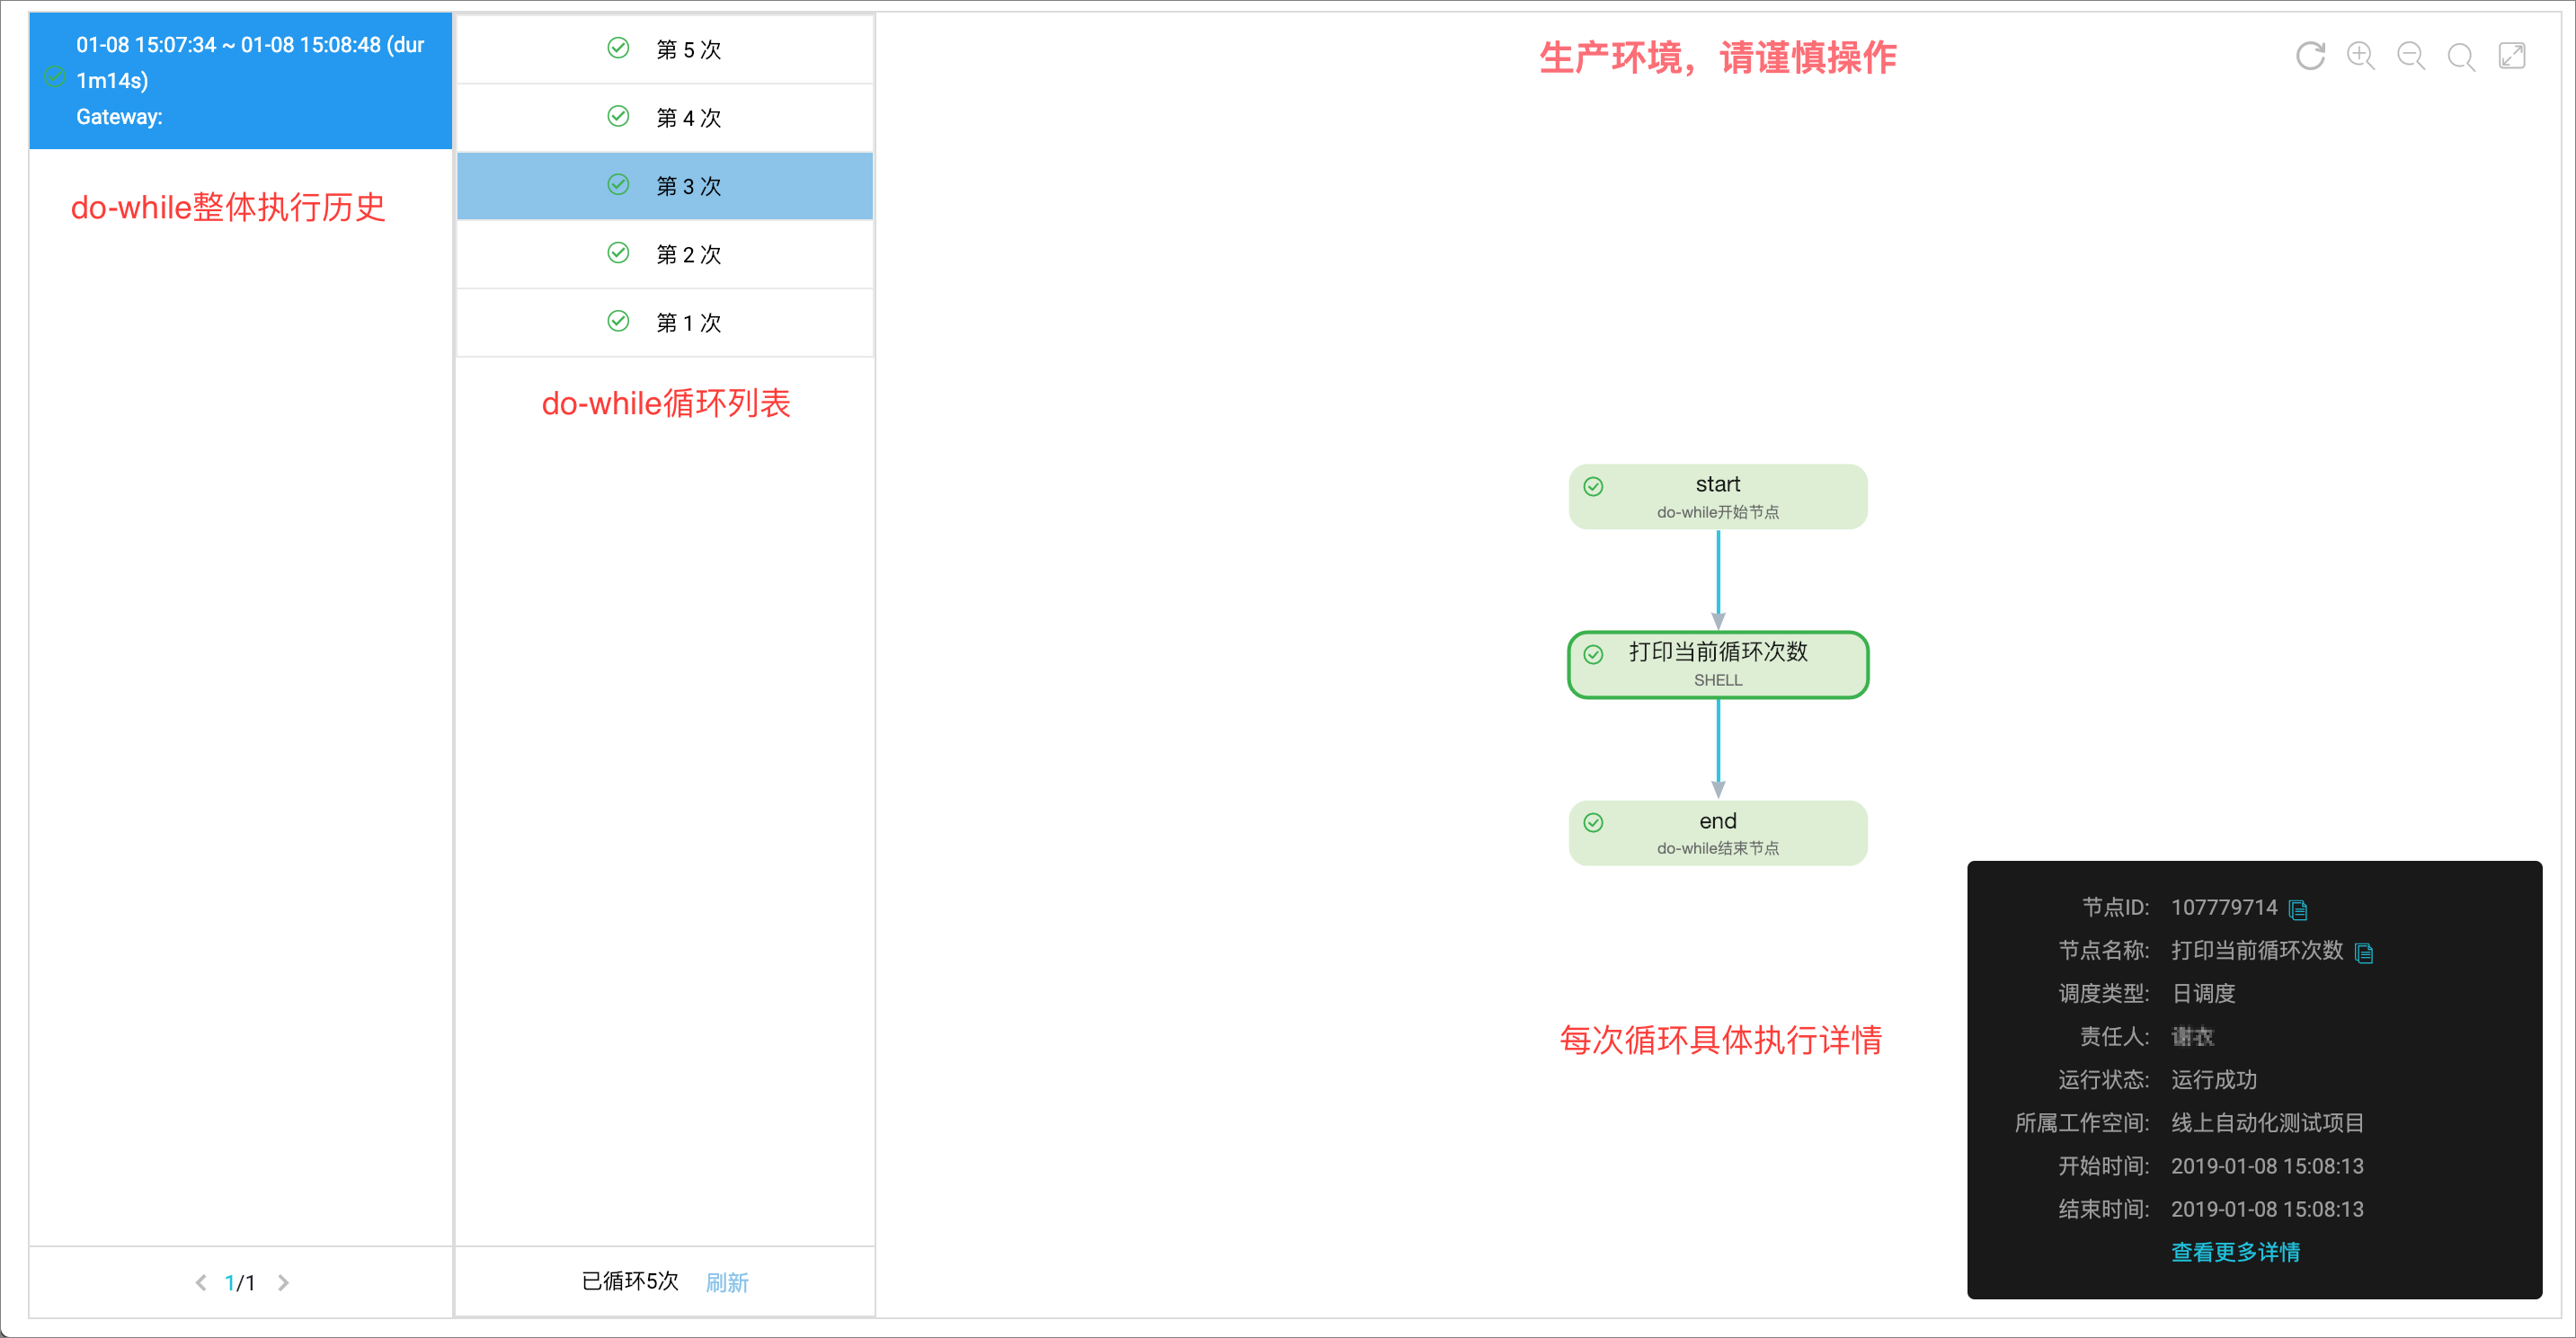 01-08 15:07:34 ~ 01-08 15:08:48 (dur
1m14s)
Gateway:
do-while整体执行历史
1/1
第 5 次
第 4 次
第 3 次
第 2 次
第 1 次
do-while循环列表
已循环5次 刷新
生产环境，请谨慎操作
start
do-while开始节点
打印当前循环次数
SHELL
end
do-while结束节点
每次循环具体执行详情
节点ID: 107779714
节点名称: 打印当前循环次数
调度类型: 日调度
责任人:
运行状态: 运行成功
所属工作空间: 线上自动化测试项目
开始时间: 2019-01-08 15:08:13
结束时间: 2019-01-08 15:08:13
查看更多详情